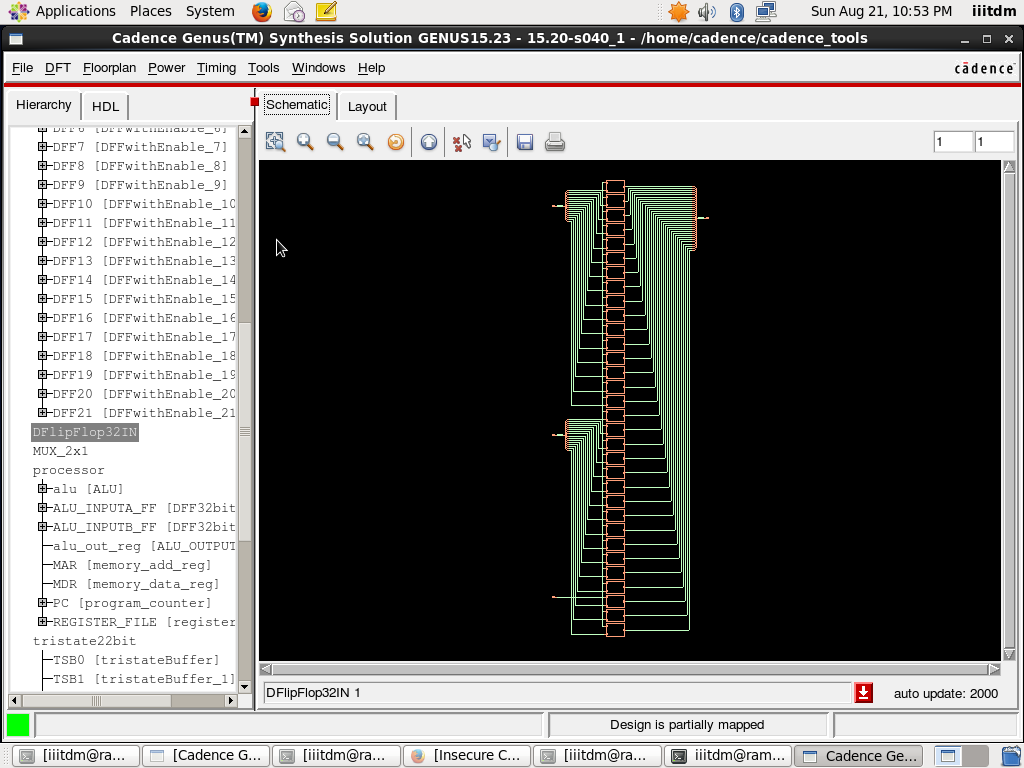 Applications Places System
Sun Aug 21, 10:53 PM iiitdm
Cadence Genus(TM) Synthesis Solution GENUS15.23 - 15.20-s040_1 - /home/cadence/cadence_tools
File DFT Floorplan Power Timing Tools Windows Help
cādence
Hierarchy HDL
Schematic Layout
1 1
DFF6 [DFFwithEnable_6]
DFF7 [DFFwithEnable_7]
DFF8 [DFFwithEnable_8]
DFF9 [DFFwithEnable_9]
DFF10 [DFFwithEnable_10
DFF11 [DFFwithEnable_11
DFF12 [DFFwithEnable_12
DFF13 [DFFwithEnable_13
DFF14 [DFFwithEnable_14
DFF15 [DFFwithEnable_15
DFF16 [DFFwithEnable_16
DFF17 [DFFwithEnable_17
DFF18 [DFFwithEnable_18
DFF19 [DFFwithEnable_19
DFF20 [DFFwithEnable_20
DFF21 [DFFwithEnable_21
DFlipFlop32IN
MUX_2x1
processor
alu [ALU]
ALU_INPUTA_FF [DFF32bit
ALU_INPUTB_FF [DFF32bit
alu_out_reg [ALU_OUTPUT
MAR [memory_add_reg]
MDR [memory_data_reg]
PC [program_counter]
REGISTER_FILE [register
tristate22bit
TSB0 [tristateBuffer]
TSB1 [tristateBuffer_1]
DFlipFlop32IN 1
auto update: 2000
Design is partially mapped
[iiitdm@ra...
[Cadence G...
[iiitdm@ra...
[Insecure C...
[iiitdm@ra...
iiitdm@ram...
Cadence Ge...